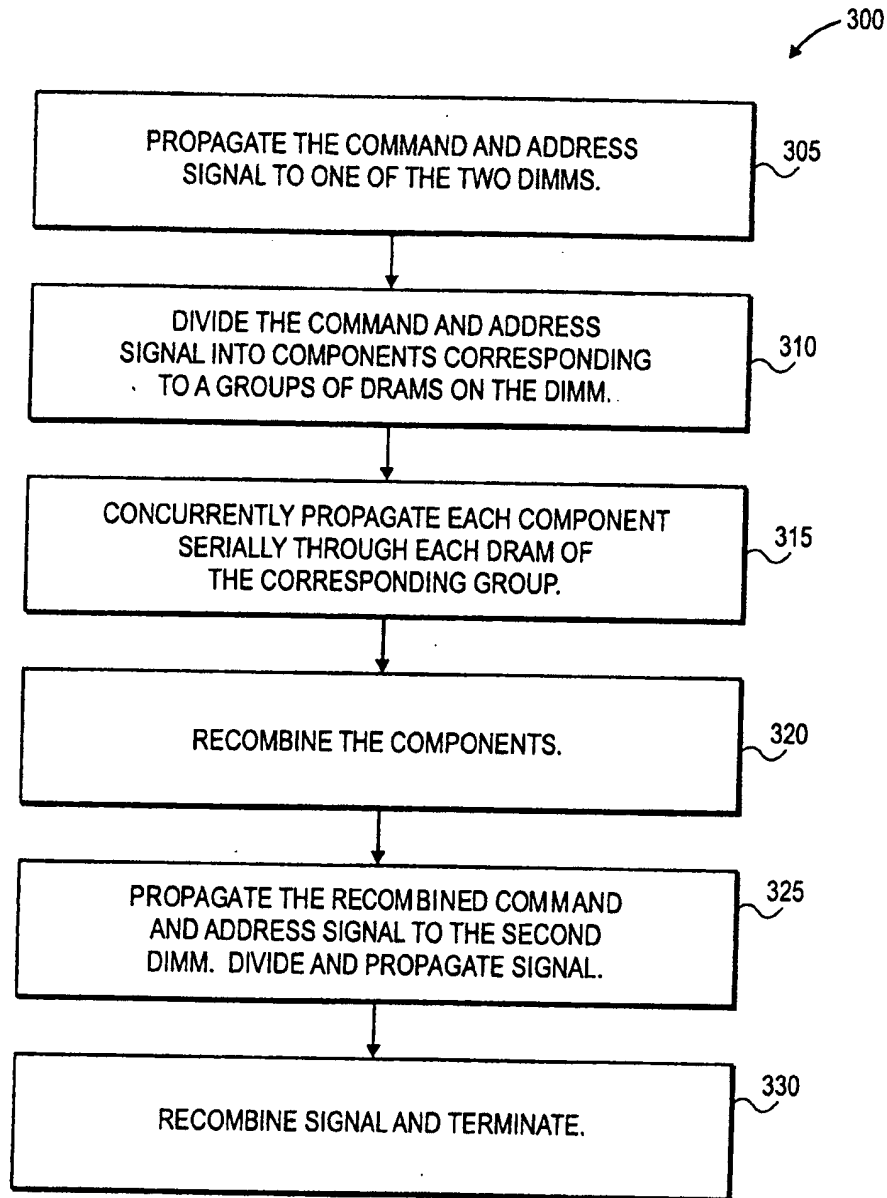 300
PROPAGATE THE COMMAND AND ADDRESS
SIGNAL TO ONE OF THE TWO DIMMS.
305
DIVIDE THE COMMAND AND ADDRESS
SIGNAL INTO COMPONENTS CORRESPONDING
TO A GROUPS OF DRAMS ON THE DIMM.
310
CONCURRENTLY PROPAGATE EACH COMPONENT
SERIALLY THROUGH EACH DRAM OF
THE CORRESPONDING GROUP.
315
RECOMBINE THE COMPONENTS.
320
PROPAGATE THE RECOMBINED COMMAND
AND ADDRESS SIGNAL TO THE SECOND
DIMM. DIVIDE AND PROPAGATE SIGNAL.
325
RECOMBINE SIGNAL AND TERMINATE.
330